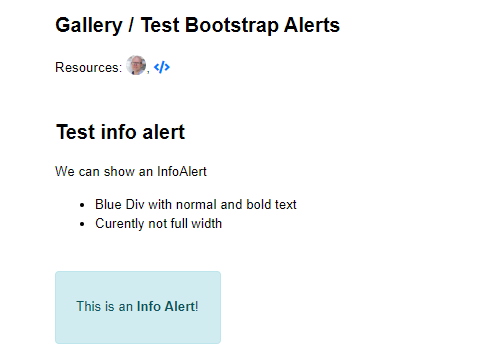 Gallery / Test Bootstrap Alerts
Resources: , </>
Test info alert
We can show an InfoAlert
• Blue Div with normal and bold text
• Curently not full width
This is an Info Alert!